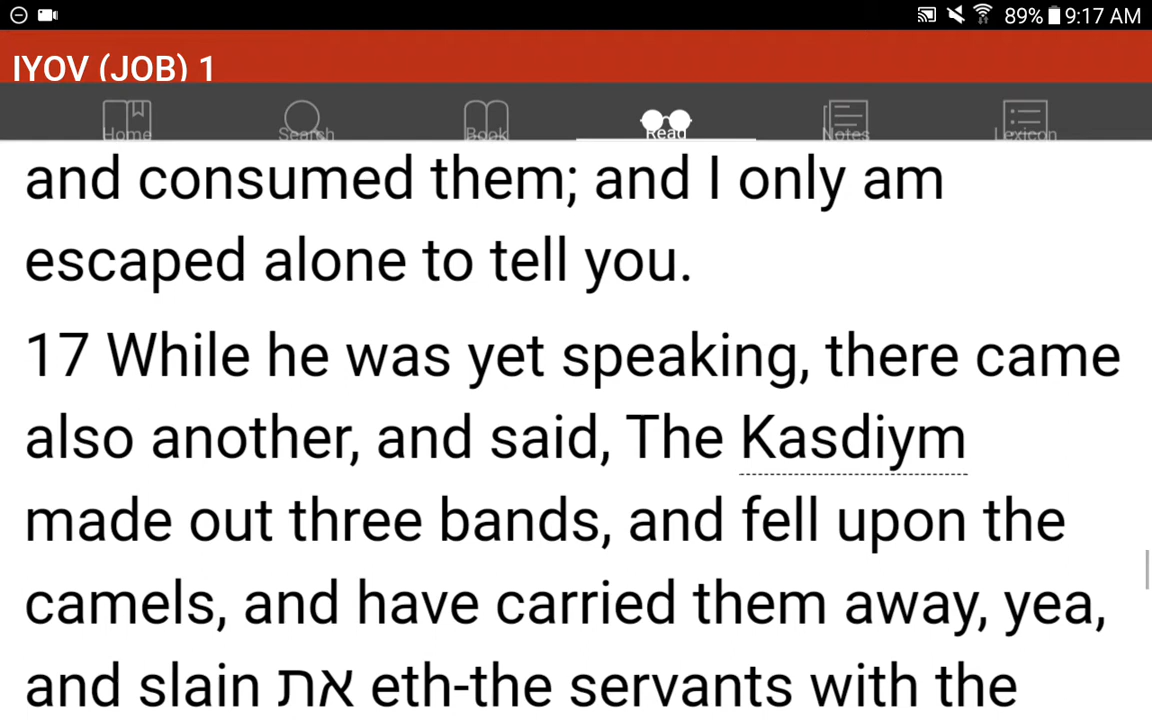 89% 9:17 AM
IYOV (JOB) 1
Home Search Book Read Notes Lexicon
and consumed them; and I only am
escaped alone to tell you.
17 While he was yet speaking, there came
also another, and said, The Kasdiym
made out three bands, and fell upon the
camels, and have carried them away, yea,
and slain את eth-the servants with the